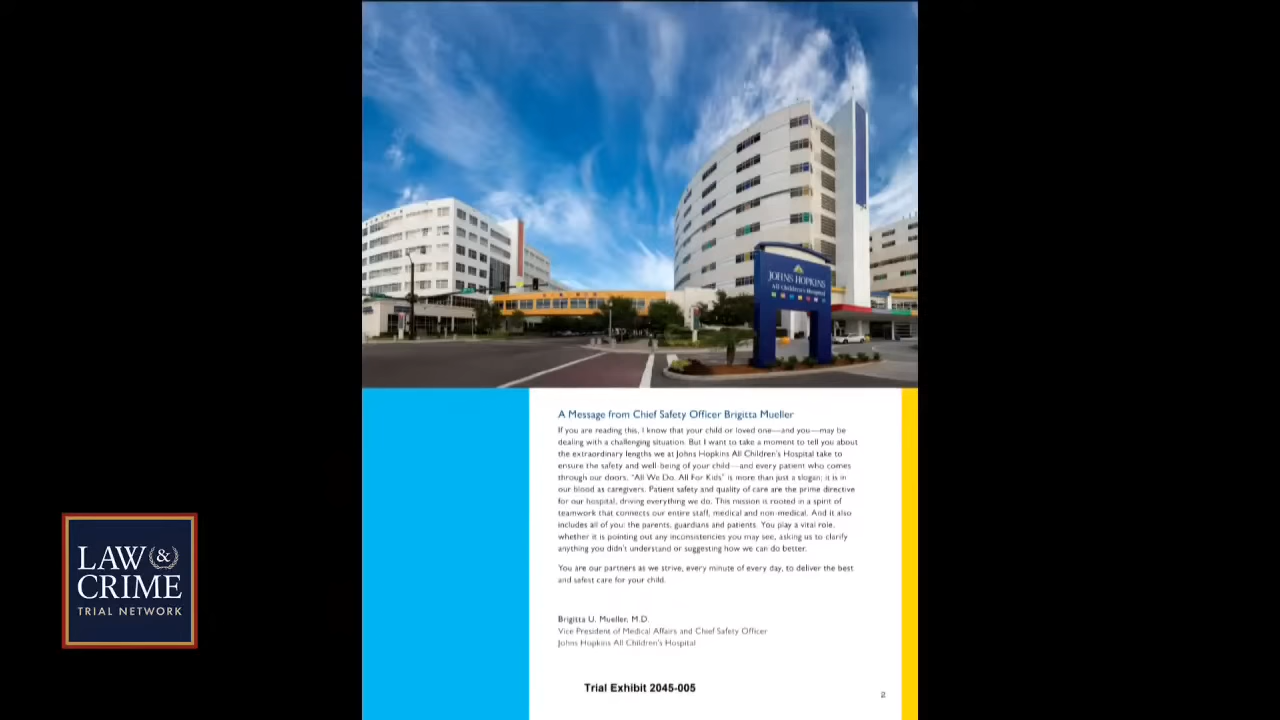 JOHNS HOPKINS
All Children's Hospital
A Message from Chief Safety Officer Brigitta Mueller
If you are reading this, I know that your child or loved one—and you—may be
dealing with a challenging situation. But I want to take a moment to tell you about
the extraordinary lengths we at Johns Hopkins All Children's Hospital take to
ensure the safety and well-being of your child—and every patient who comes
through our doors. "All We Do, All For Kids" is more than just a slogan; it is in
our blood as caregivers. Patient safety and quality of care are the prime directive
for our hospital, driving everything we do. This mission is rooted in a spirit of
teamwork that connects our entire staff, medical and non-medical. And it also
includes all of you: the parents, guardians and patients. You play a vital role,
whether it is pointing out any inconsistencies you may see, asking us to clarify
anything you didn't understand or suggesting how we can do better.
You are our partners as we strive, every minute of every day, to deliver the best
and safest care for your child.
Brigitta U. Mueller, M.D.
Vice President of Medical Affairs and Chief Safety Officer
Johns Hopkins All Children's Hospital
Trial Exhibit 2045-005
2
LAW &
CRIME
TRIAL NETWORK